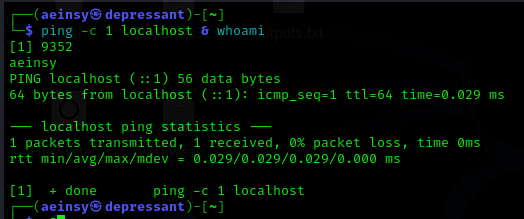 ┌──(aeinsy㉿depressant)-[~]
└─$ ping -c 1 localhost & whoami
[1] 9352
aeinsy
PING localhost (::1) 56 data bytes
64 bytes from localhost (::1): icmp_seq=1 ttl=64 time=0.029 ms
--- localhost ping statistics ---
1 packets transmitted, 1 received, 0% packet loss, time 0ms
rtt min/avg/max/mdev = 0.029/0.029/0.029/0.000 ms
[1]  + done       ping -c 1 localhost
┌──(aeinsy㉿depressant)-[~]